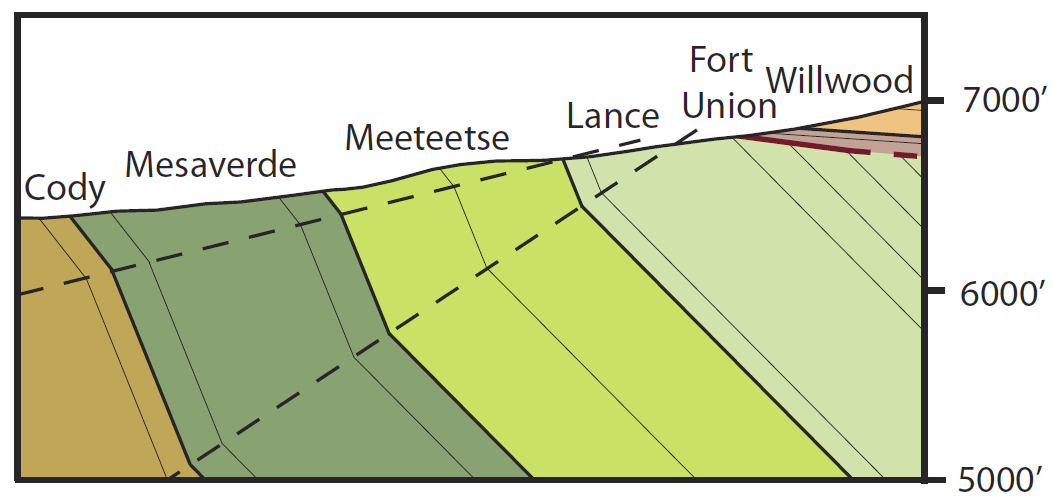 Cody
Mesaverde
Meeteetse
Lance
Fort
Union
Willwood
7000’
6000’
5000’